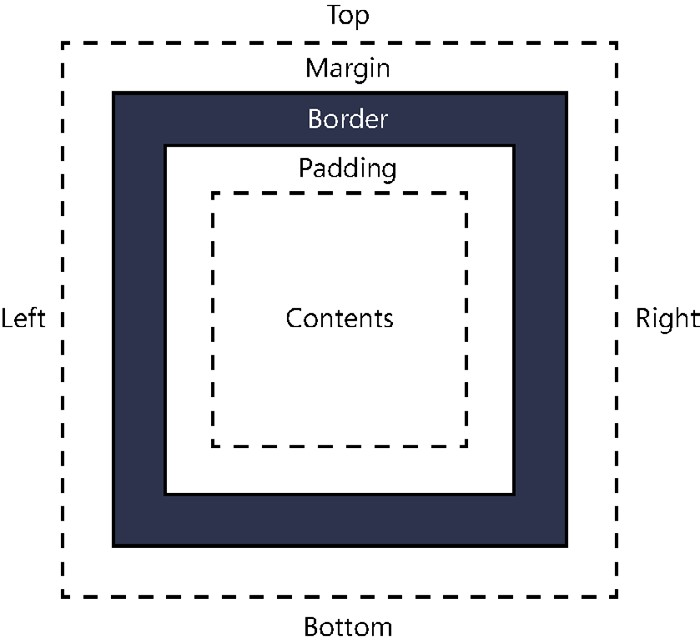 Top
Margin
Border
Padding
Left
Contents
Right
Bottom